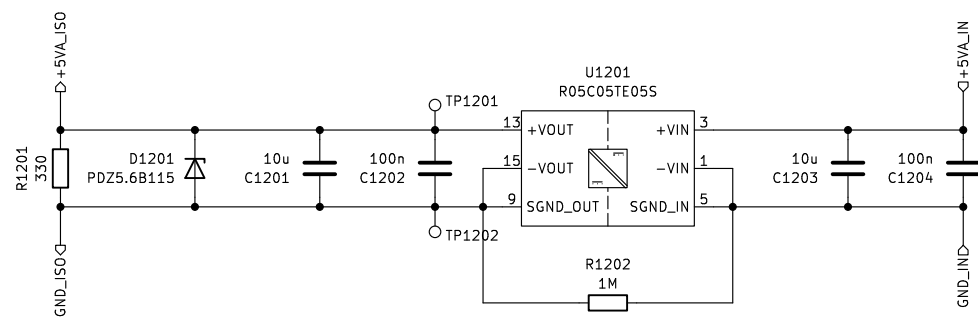 +5VA_ISO
+5VA_IN
U1201
R05C05TE05S
TP1201
13
+VOUT
+VIN
3
R1201
330
D1201
PDZ5.6B115
10u
C1201
100n
C1202
15
-VOUT
-VIN
1
10u
C1203
100n
C1204
9
SGND_OUT
SGND_IN
5
TP1202
R1202
1M
GND_ISO
GND_IN